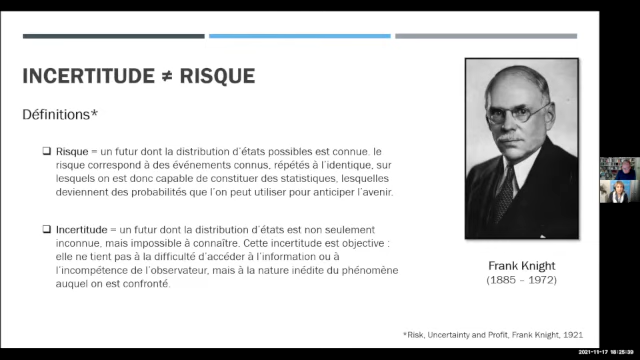 INCERTITUDE ≠ RISQUE
Définitions*
Risque = un futur dont la distribution d'états possibles est connue. le
risque correspond à des événements connus, répétés à l'identique, sur
lesquels on est donc capable de constituer des statistiques, lesquelles
deviennent des probabilités que l'on peut utiliser pour anticiper l'avenir.
Incertitude = un futur dont la distribution d'états est non seulement
inconnue, mais impossible à connaître. Cette incertitude est objective :
elle ne tient pas à la difficulté d'accéder à l'information ou à
l'incompétence de l'observateur, mais à la nature inédite du phénomène
auquel on est confronté.
Frank Knight
(1885 – 1972)
*Risk, Uncertainty and Profit, Frank Knight, 1921
2021-11-17 18:25:39